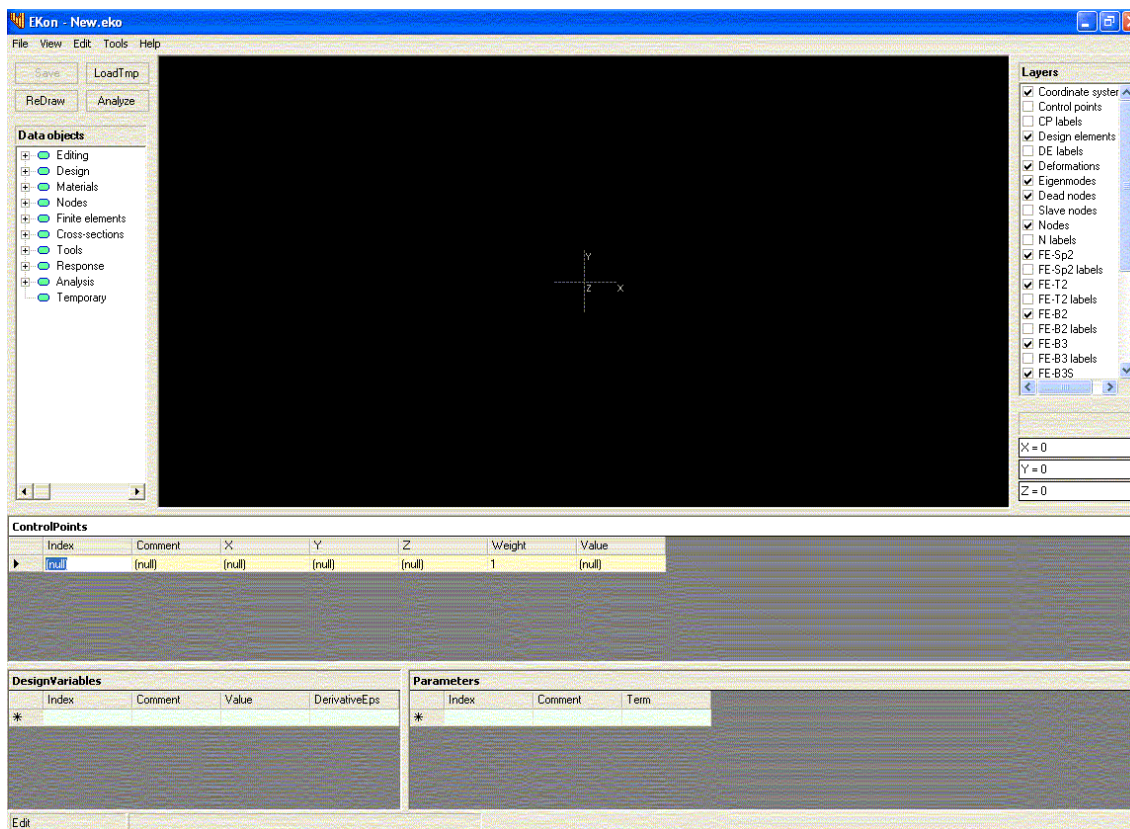 EKon - New.eko
File View Edit Tools Help
Save LoadTmp
ReDraw Analyze
Data objects
Editing
Design
Materials
Nodes
Finite elements
Cross-sections
Tools
Response
Analysis
Temporary
Y
Z X
Layers
Coordinate system
Control points
CP labels
Design elements
DE labels
Deformations
Eigenmodes
Dead nodes
Slave nodes
Nodes
N labels
FE-Sp2
FE-Sp2 labels
FE-T2
FE-T2 labels
FE-B2
FE-B2 labels
FE-B3
FE-B3 labels
FE-B3S
X = 0
Y = 0
Z = 0
ControlPoints
Index Comment X Y Z Weight Value
(null) (null) (null) (null) (null) 1 (null)
DesignVariables
Index Comment Value DerivativeEps
Parameters
Index Comment Term
Edit